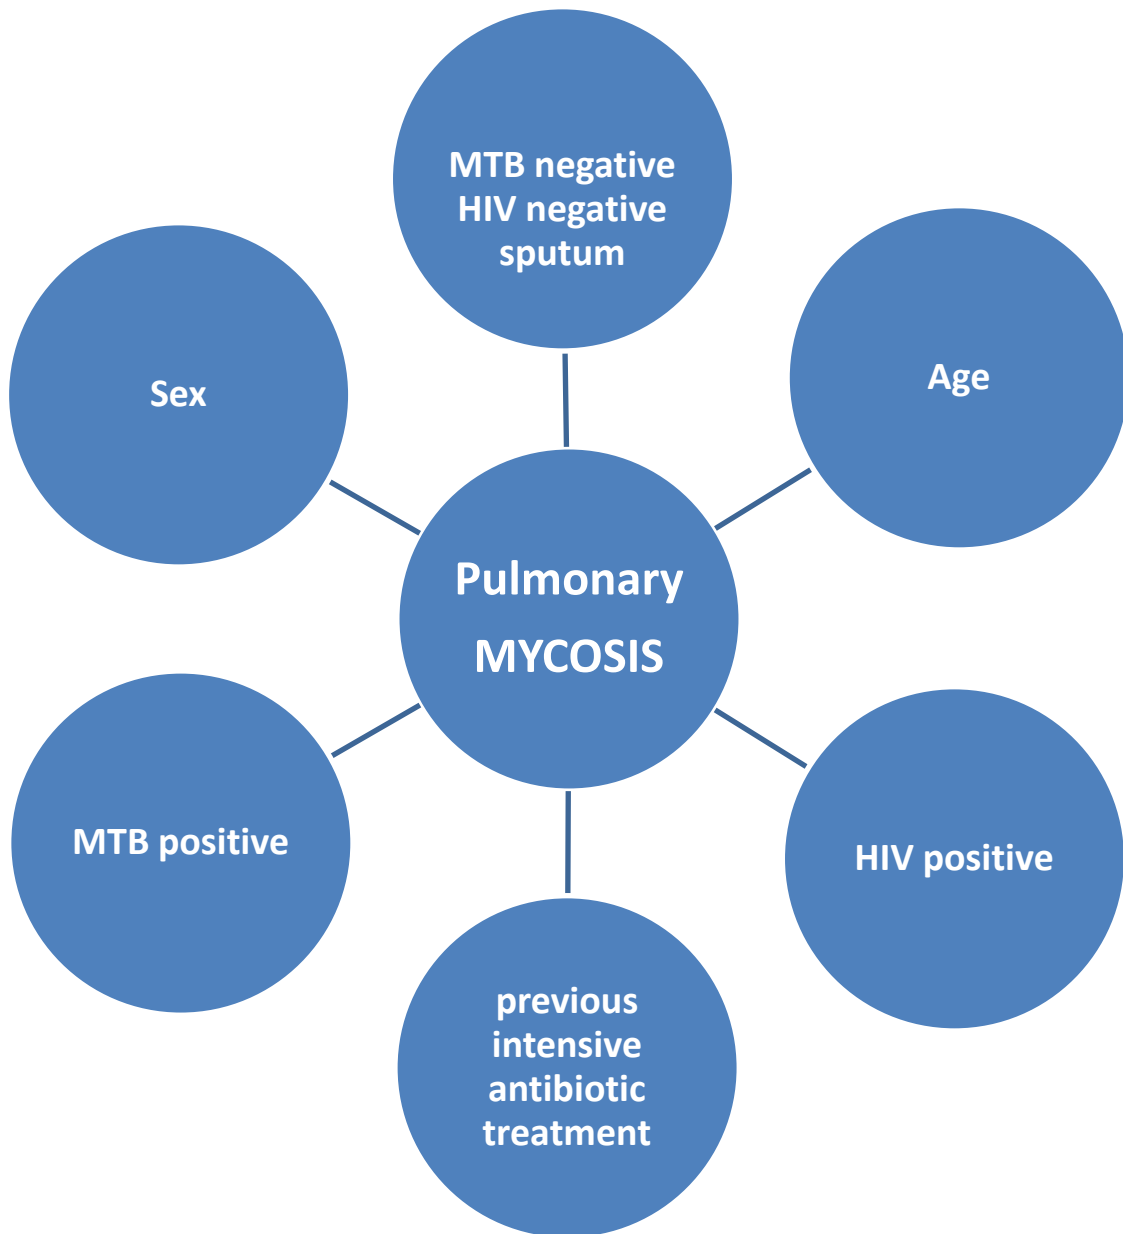 MTB negative
HIV negative
sputum
Sex
Age
Pulmonary
MYCOSIS
MTB positive
HIV positive
previous
intensive
antibiotic
treatment